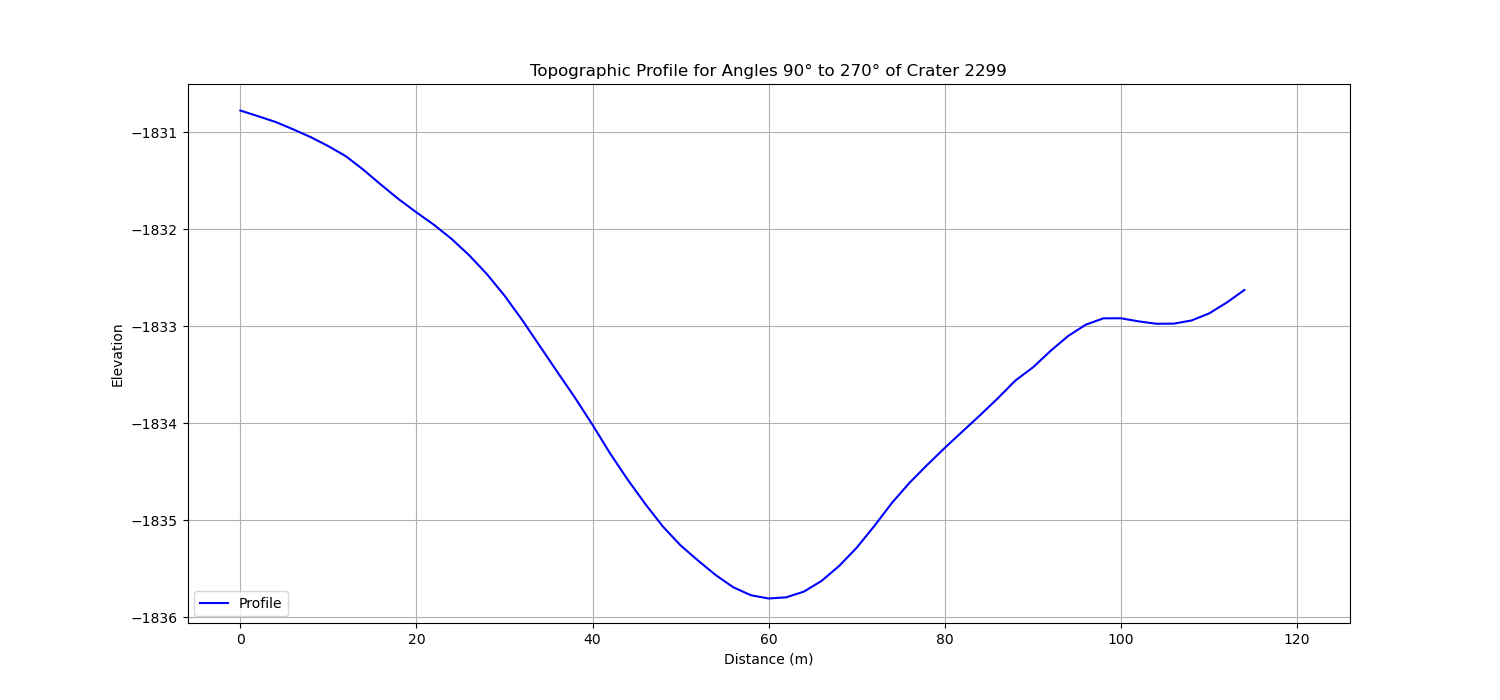 Topographic Profile for Angles 90° to 270° of Crater 2299
Elevation
−1831
−1832
−1833
−1834
−1835
−1836
Profile
0 20 40 60 80 100 120
Distance (m)